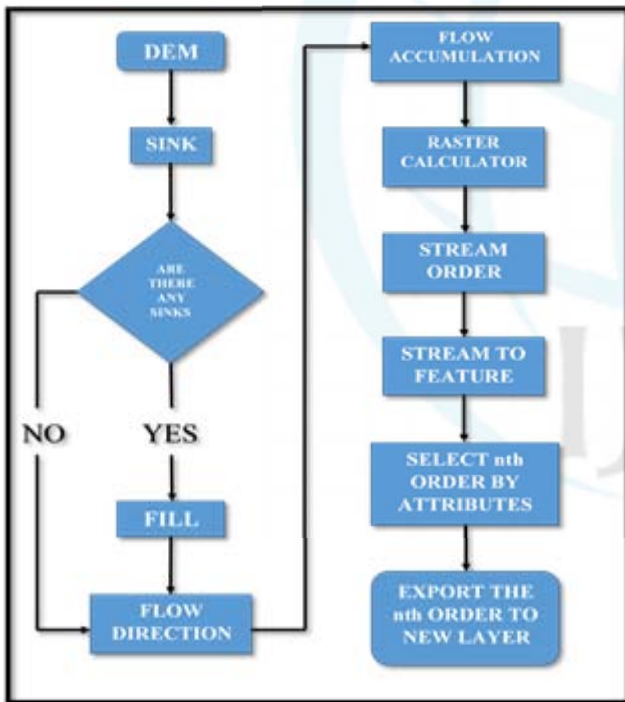 DEM
SINK
ARE
THERE
ANY
SINKS
NO
YES
FILL
FLOW
DIRECTION
FLOW
ACCUMULATION
RASTER
CALCULATOR
STREAM
ORDER
STREAM TO
FEATURE
SELECT nth
ORDER BY
ATTRIBUTES
EXPORT THE
nth ORDER TO
NEW LAYER